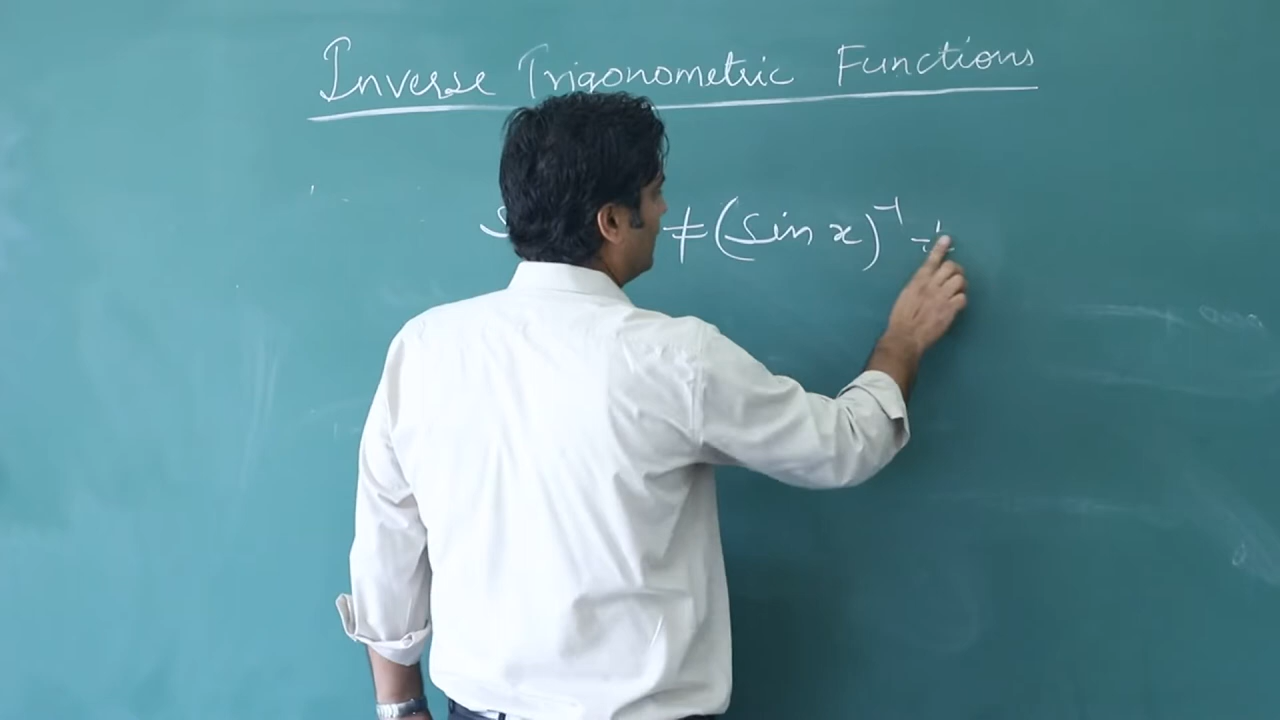 Inverse Trigonometric Functions
≠ (sin x)⁻¹